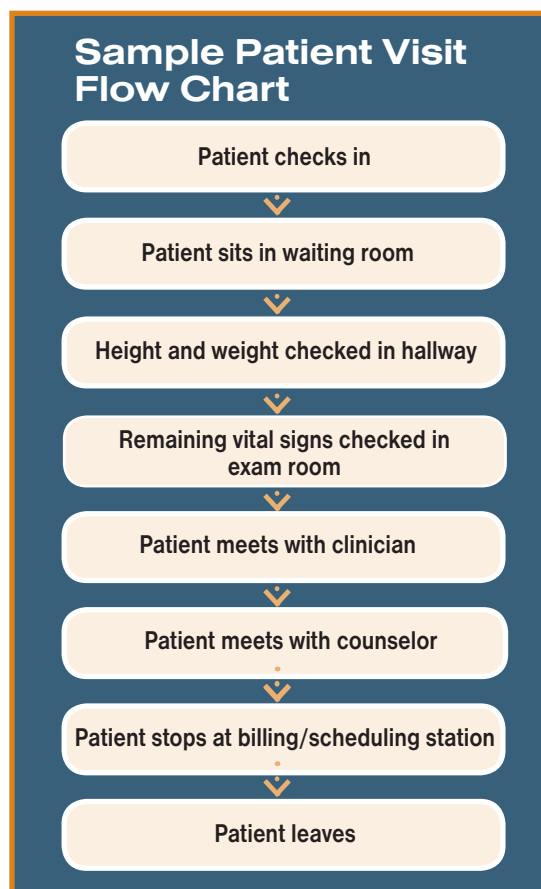 Sample Patient Visit
Flow Chart
Patient checks in
Patient sits in waiting room
Height and weight checked in hallway
Remaining vital signs checked in
exam room
Patient meets with clinician
Patient meets with counselor
Patient stops at billing/scheduling station
Patient leaves